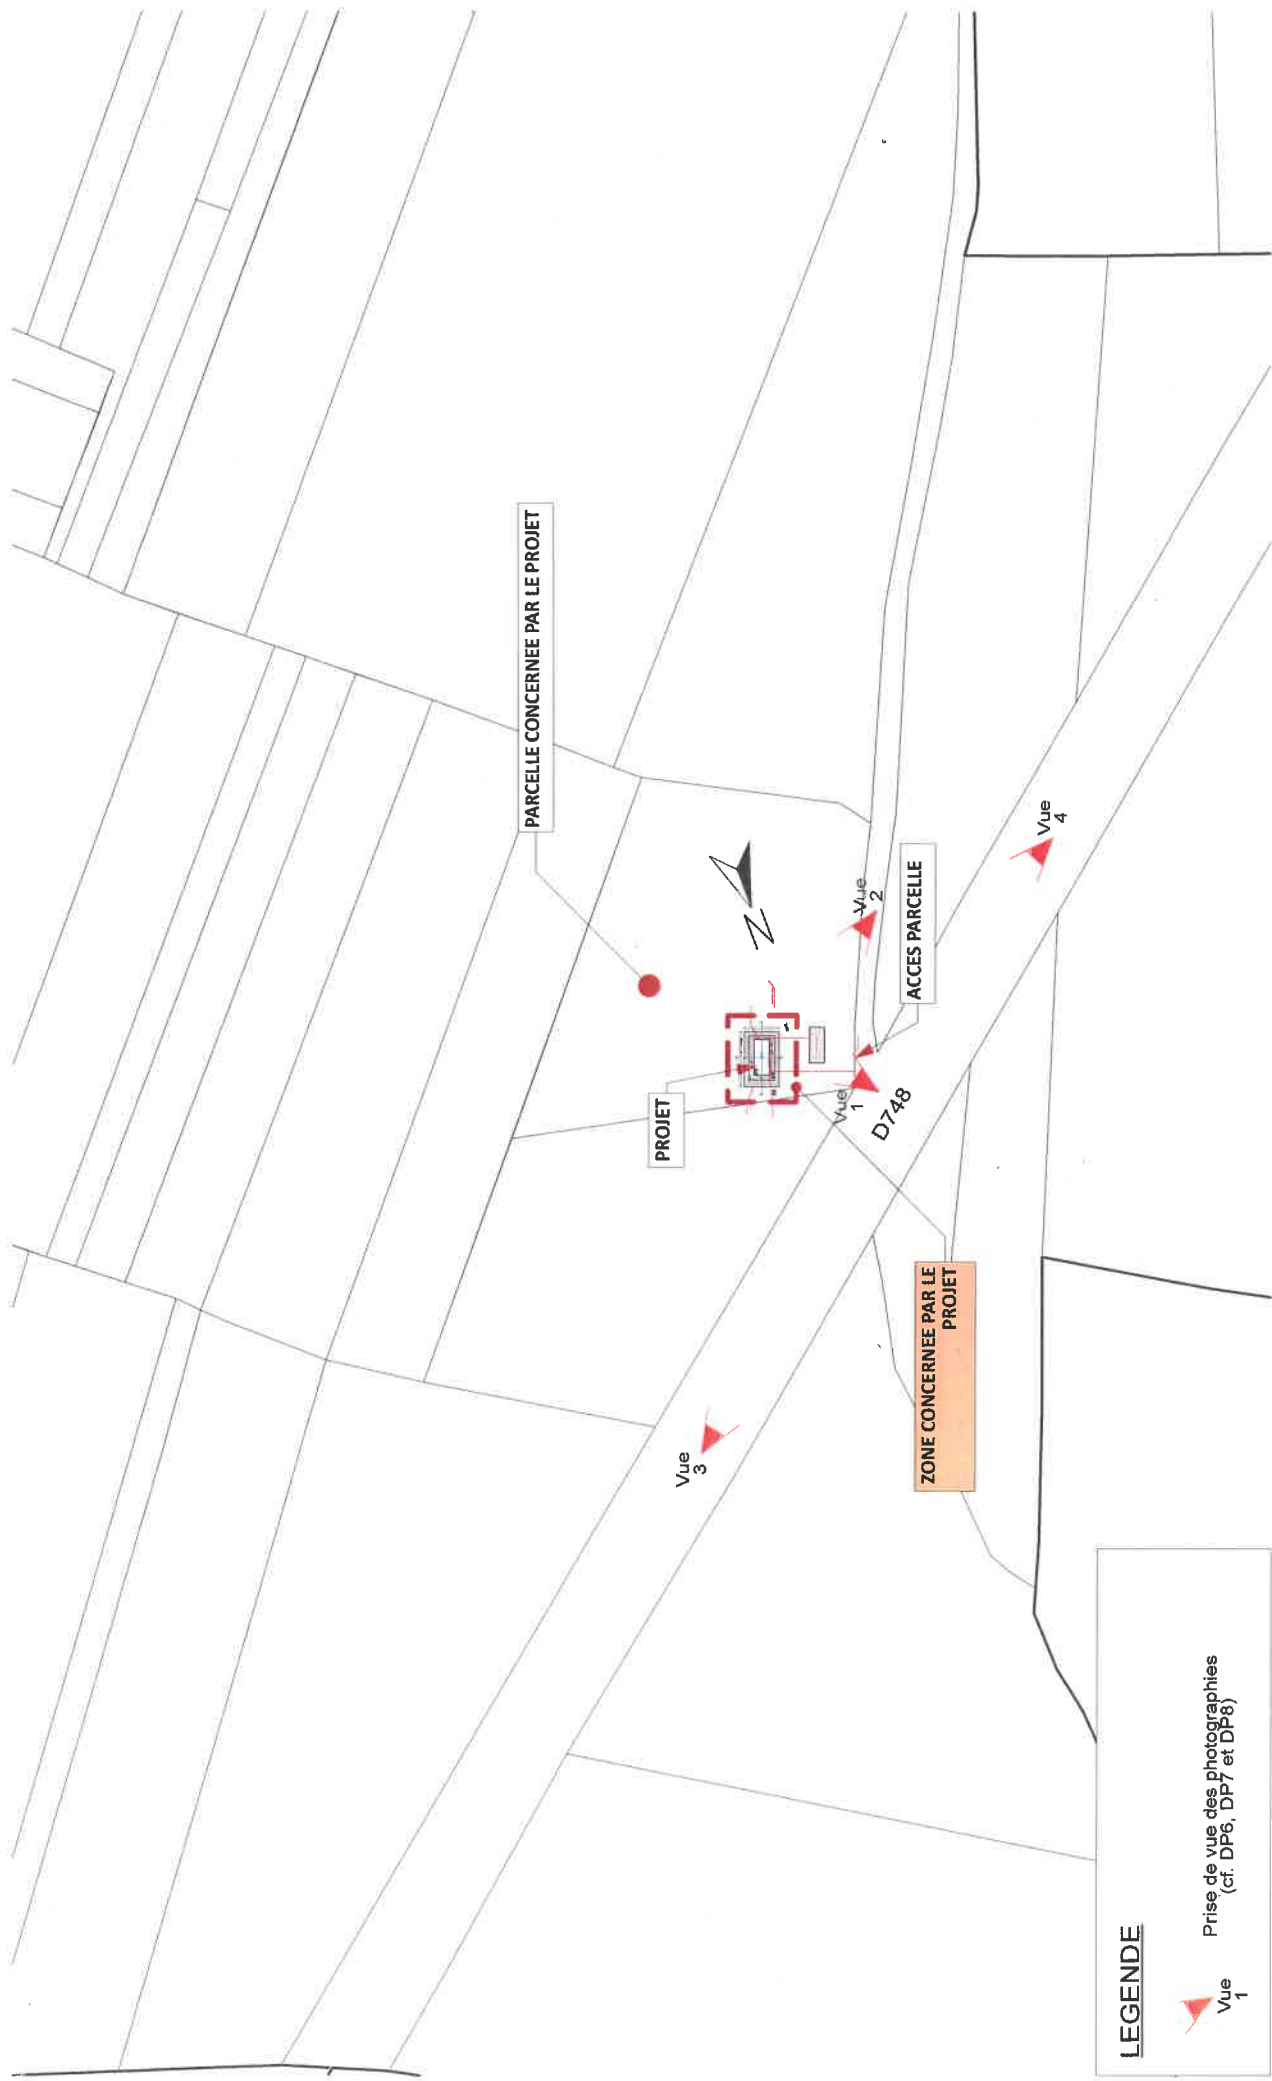 PARCELLE CONCERNEE PAR LE PROJET
N
PROJET
ACCES PARCELLE
Vue
1
Vue
2
Vue
3
Vue
4
D748
ZONE CONCERNEE PAR LE
PROJET
LEGENDE
Vue
1
Prise de vue des photographies
(cf. DP6, DP7 et DP8)